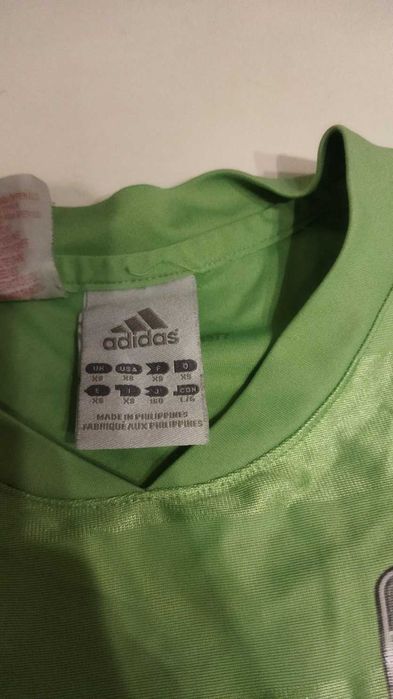 adidas
UK USA F D
XS XS XS XS
E I J CDN
XS XS 160 L/G
MADE IN PHILIPPINES
FABRIQUE AUX PHILIPPINES